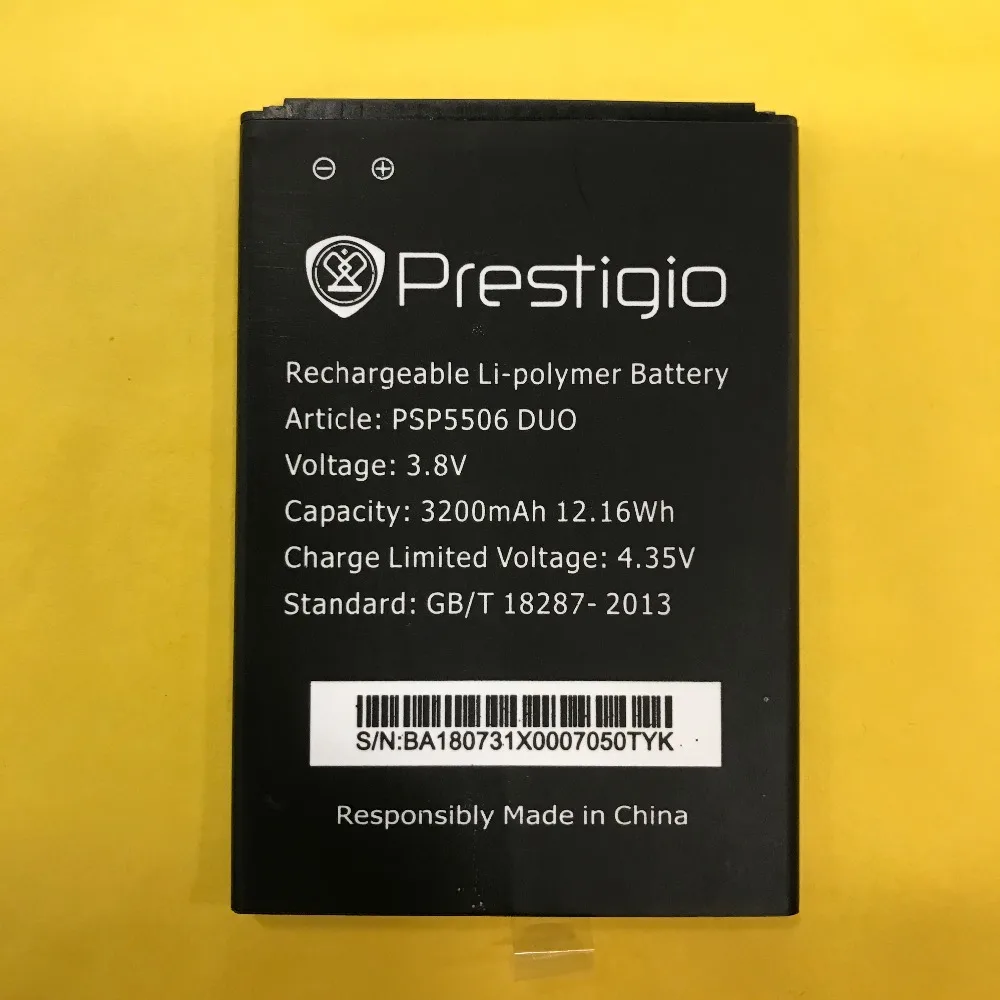 ⊖ ⊕
Prestigio
Rechargeable Li-polymer Battery
Article: PSP5506 DUO
Voltage: 3.8V
Capacity: 3200mAh 12.16Wh
Charge Limited Voltage: 4.35V
Standard: GB/T 18287- 2013
S/N:BA180731X0007050TYK
Responsibly Made in China